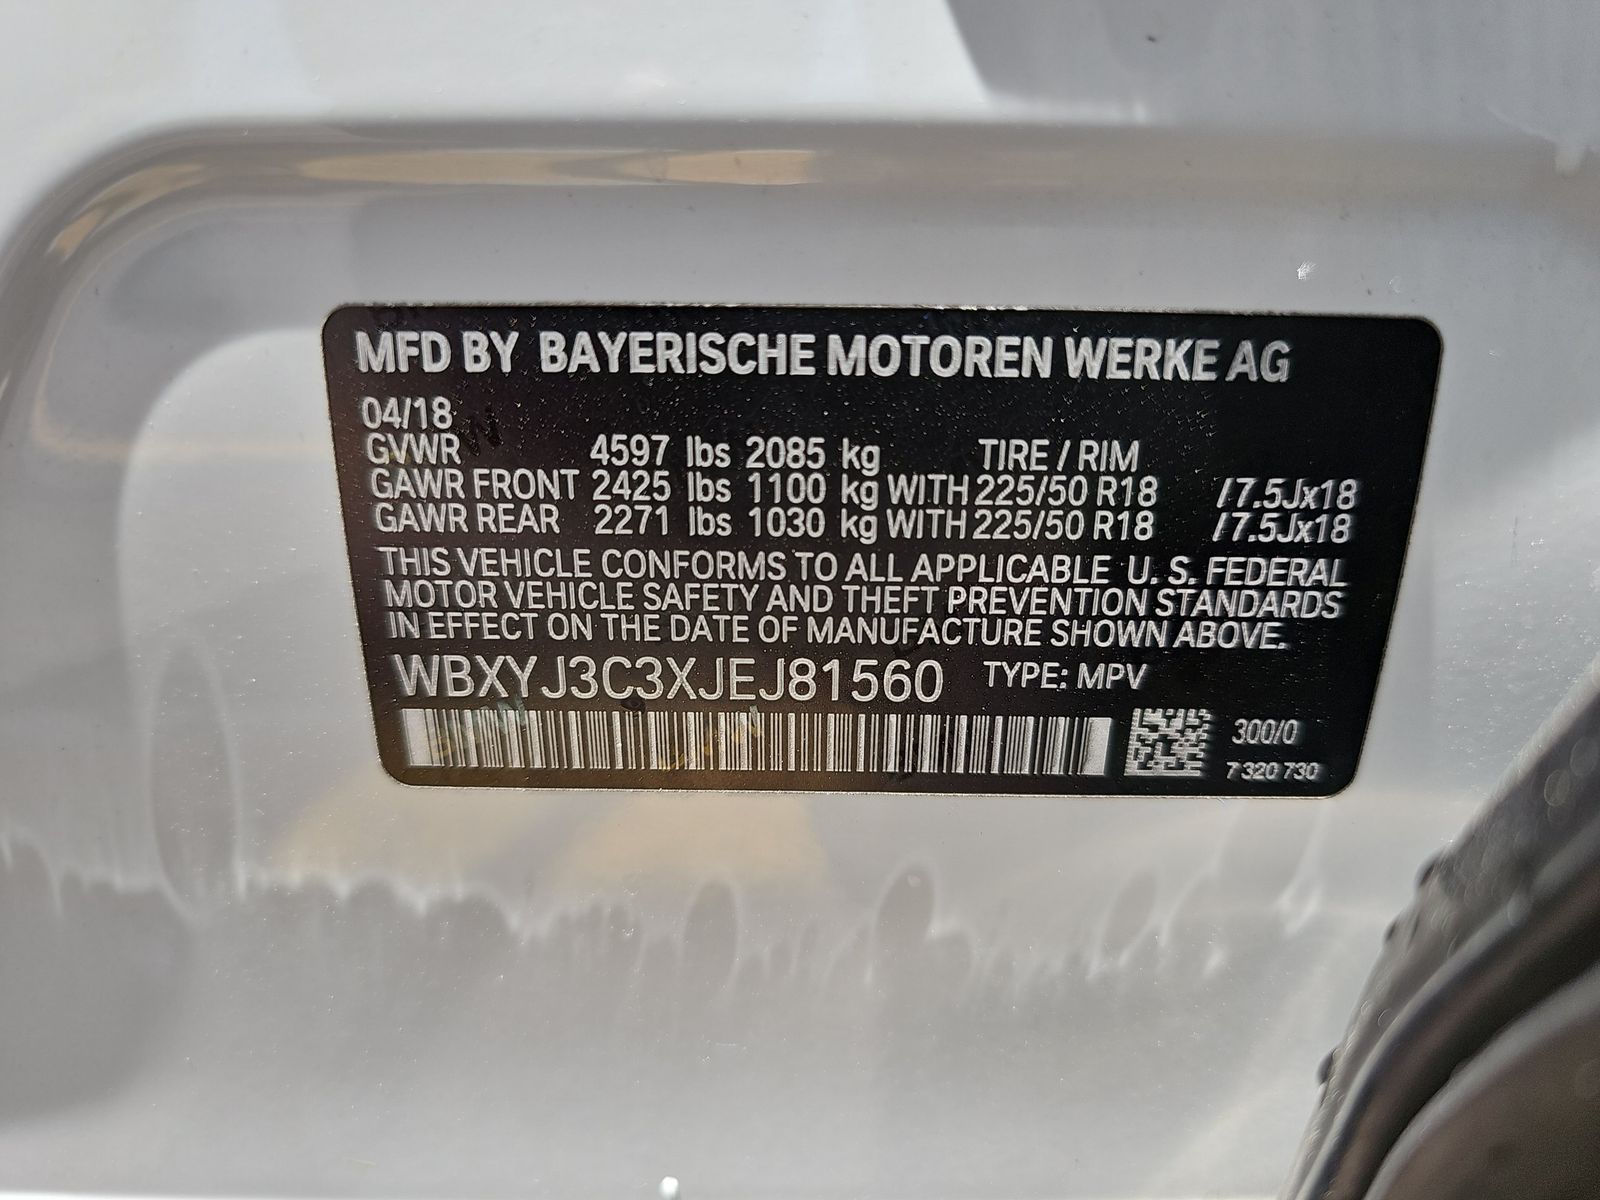 MFD BY BAYERISCHE MOTOREN WERKE AG
04/18
GVWR 4597 lbs 2085 kg TIRE / RIM
GAWR FRONT 2425 lbs 1100 kg WITH 225/50 R18 / 7.5Jx18
GAWR REAR 2271 lbs 1030 kg WITH 225/50 R18 / 7.5Jx18
THIS VEHICLE CONFORMS TO ALL APPLICABLE U. S. FEDERAL
MOTOR VEHICLE SAFETY AND THEFT PREVENTION STANDARDS
IN EFFECT ON THE DATE OF MANUFACTURE SHOWN ABOVE.
WBXYJ3C3XJEJ81560 TYPE: MPV
300/0
7 320 730